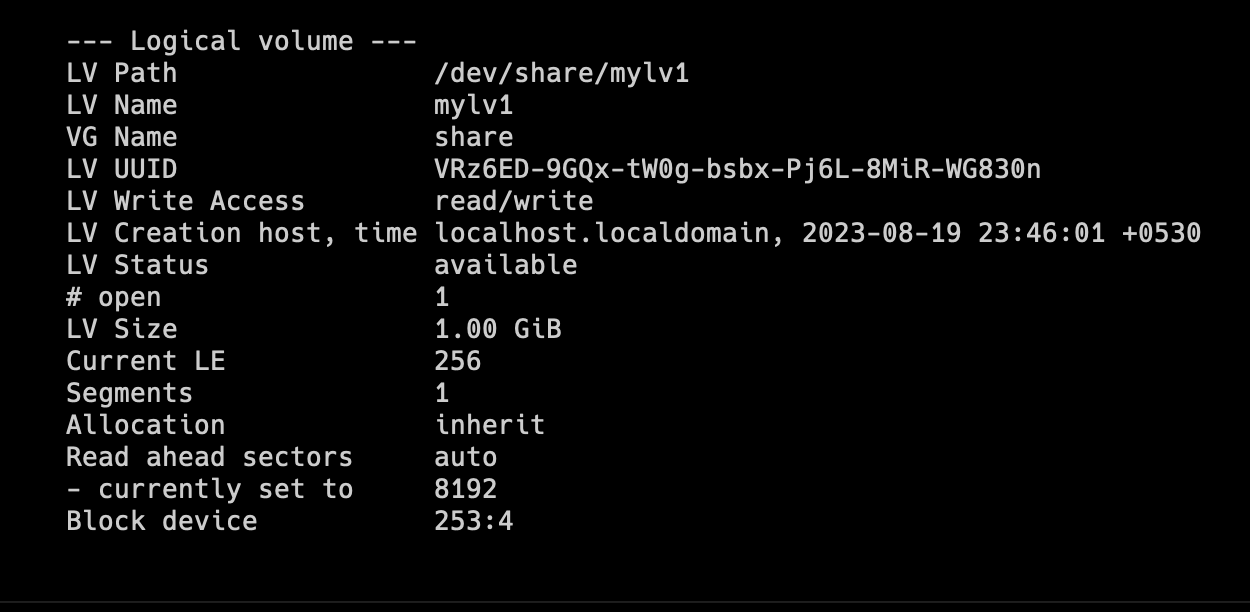 --- Logical volume ---
LV Path                /dev/share/mylv1
LV Name                mylv1
VG Name                share
LV UUID                VRz6ED-9GQx-tW0g-bsbx-Pj6L-8MiR-WG830n
LV Write Access        read/write
LV Creation host, time localhost.localdomain, 2023-08-19 23:46:01 +0530
LV Status              available
# open                 1
LV Size                1.00 GiB
Current LE             256
Segments               1
Allocation             inherit
Read ahead sectors     auto
- currently set to     8192
Block device           253:4